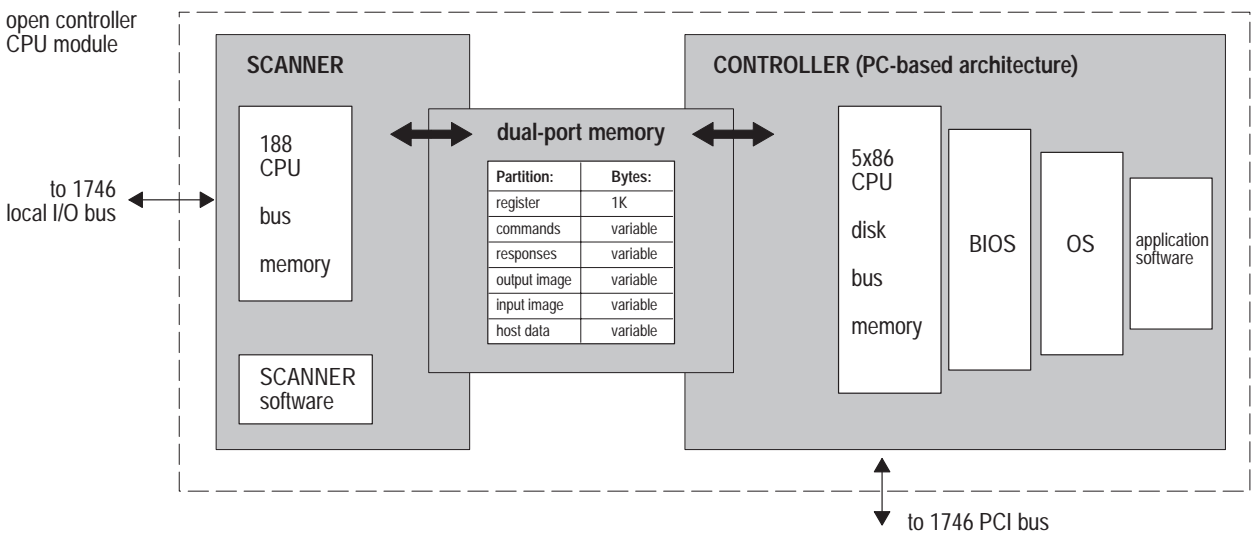 open controller
CPU module
SCANNER
188
CPU
bus
memory
SCANNER
software
to 1746
local I/O bus
dual-port memory
Partition: Bytes:
register 1K
commands variable
responses variable
output image variable
input image variable
host data variable
CONTROLLER (PC-based architecture)
5x86
CPU
disk
bus
memory
BIOS
OS
application
software
to 1746 PCI bus